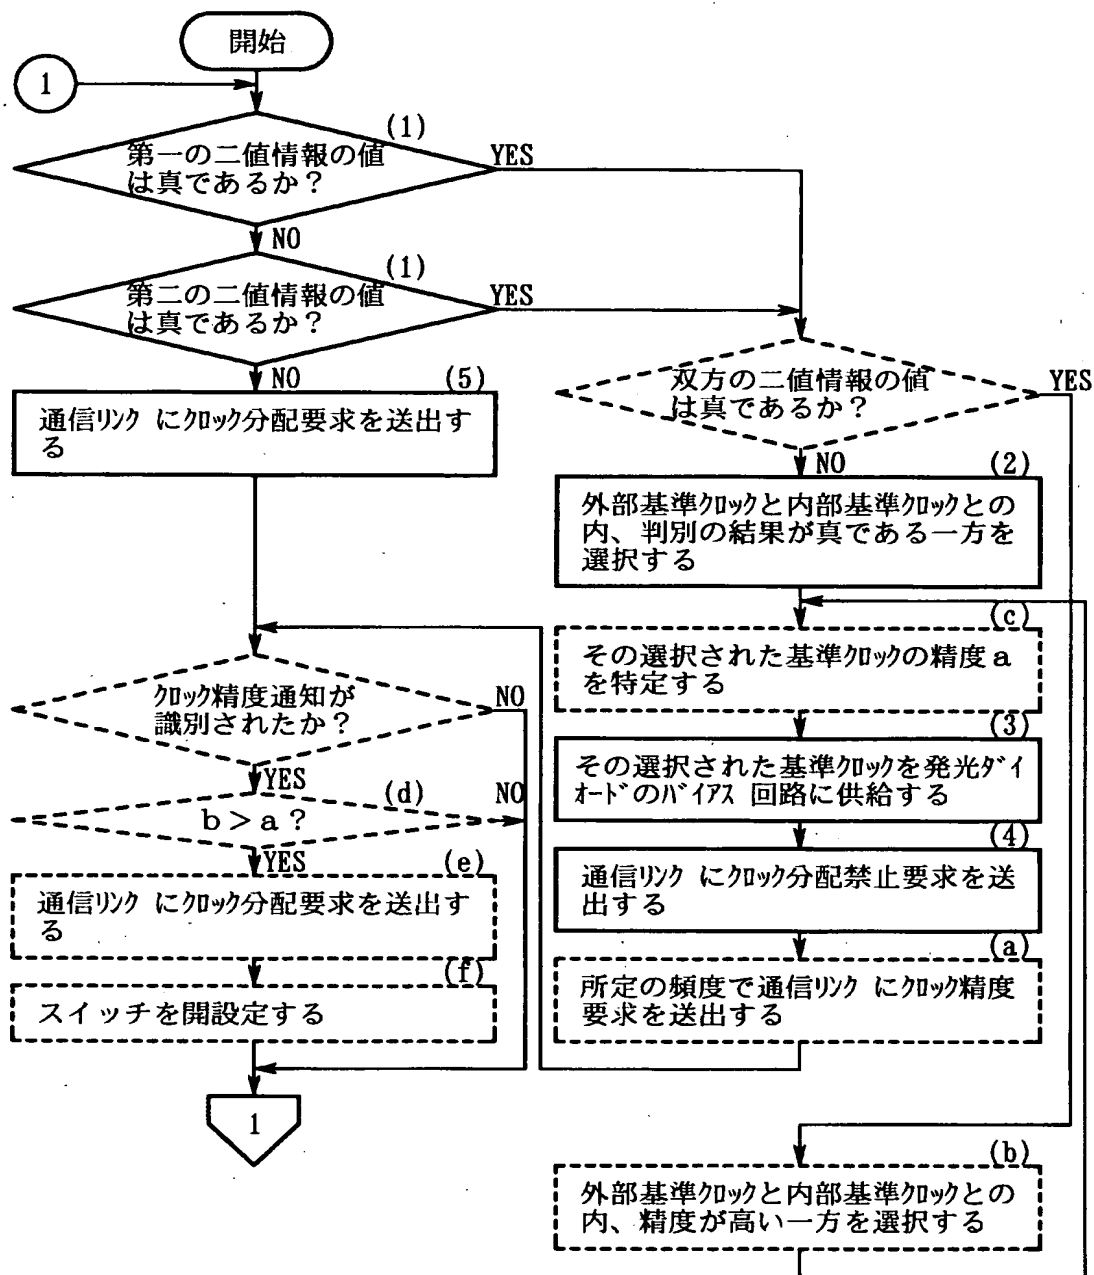 開始
1
(1)
第一の二値情報の値
は真であるか？
YES
NO
(1)
第二の二値情報の値
は真であるか？
YES
NO
(5)
通信ﾘﾝｸ にｸﾛｯｸ分配要求を送出す
る
双方の二値情報の値
は真であるか？
YES
NO
(2)
外部基準ｸﾛｯｸと内部基準ｸﾛｯｸとの
内、判別の結果が真である一方を
選択する
(c)
その選択された基準ｸﾛｯｸの精度ａ
を特定する
(3)
その選択された基準ｸﾛｯｸを発光ﾀﾞｲ
ｵｰﾄﾞのﾊﾞｲｱｽ 回路に供給する
(4)
通信ﾘﾝｸ にｸﾛｯｸ分配禁止要求を送
出する
(a)
所定の頻度で通信ﾘﾝｸ にｸﾛｯｸ精度
要求を送出する
ｸﾛｯｸ精度通知が
識別されたか？
NO
YES
(d)
ｂ＞ａ？
NO
YES
(e)
通信ﾘﾝｸ にｸﾛｯｸ分配要求を送出す
る
(f)
スイッチを開設定する
1
(b)
外部基準ｸﾛｯｸと内部基準ｸﾛｯｸとの
内、精度が高い一方を選択する